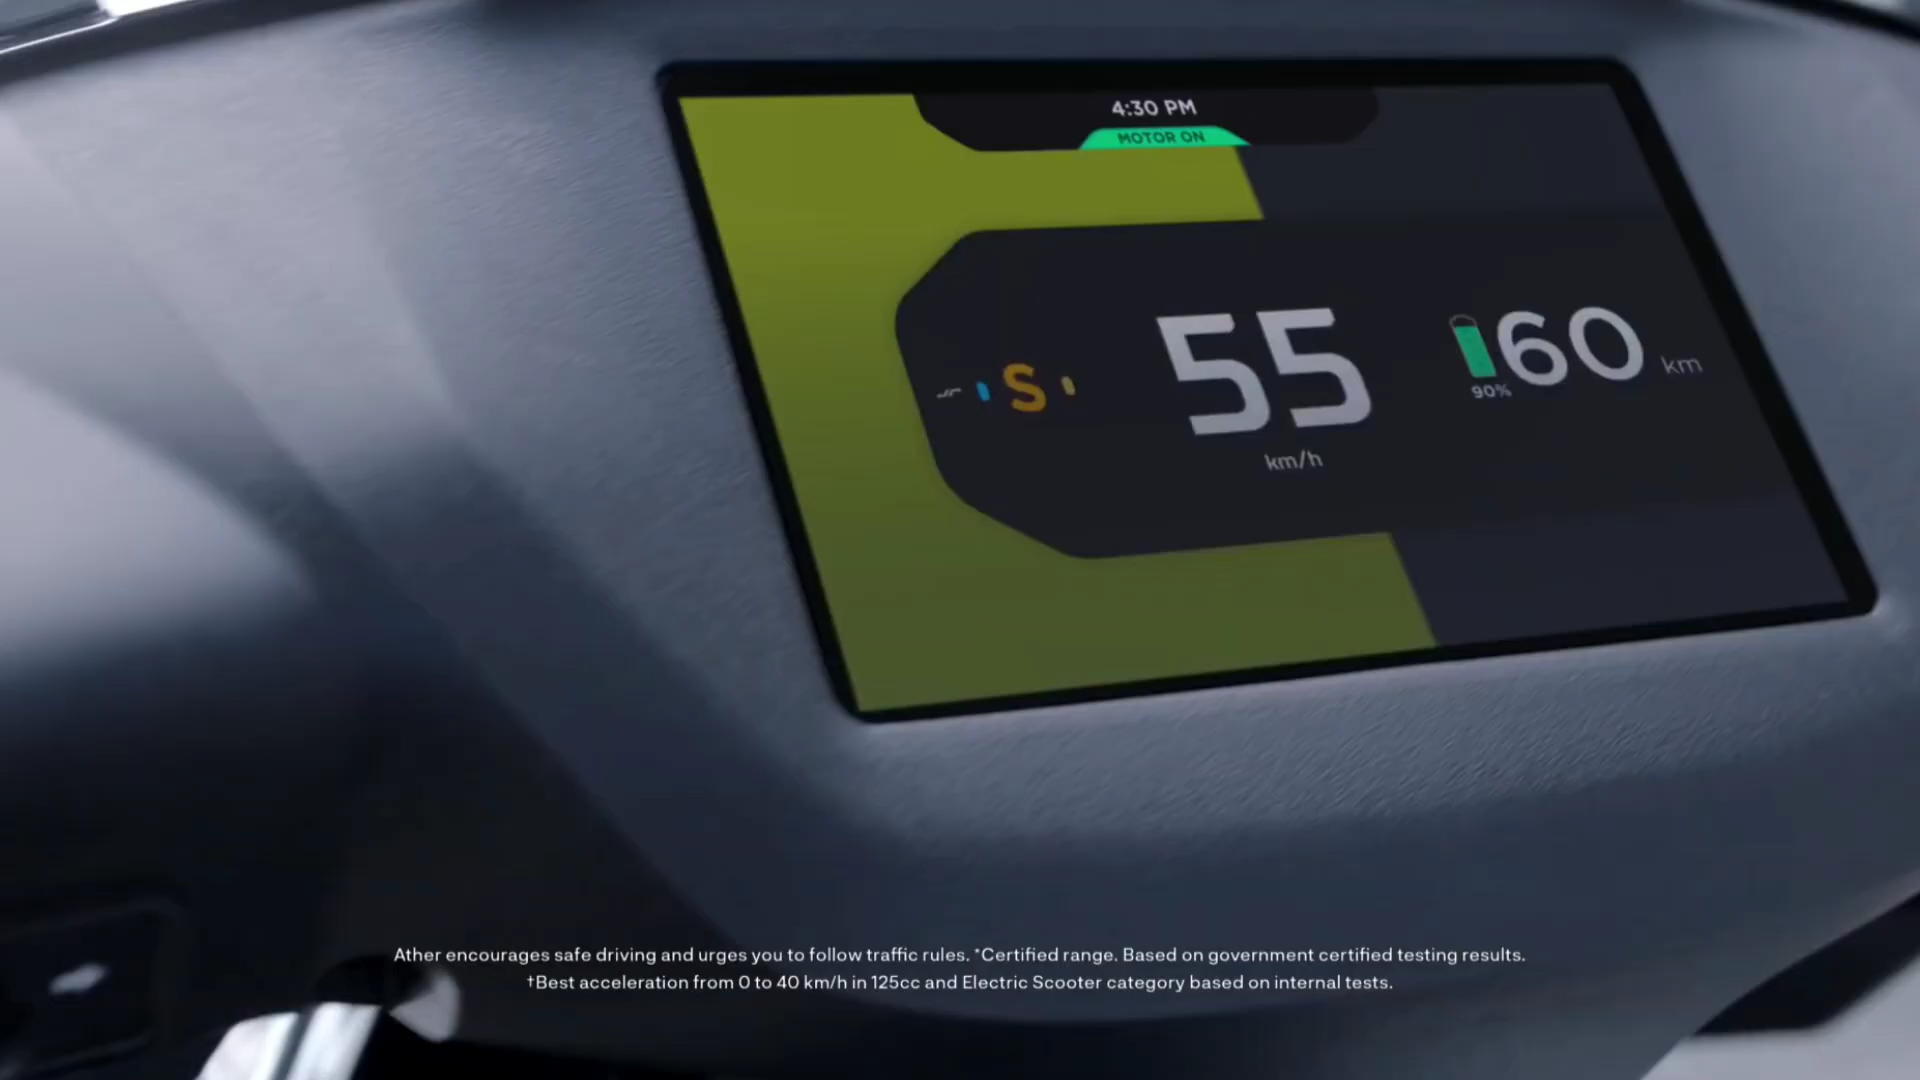 4:30 PM
MOTOR ON
S
55
km/h
60 km
90%
Ather encourages safe driving and urges you to follow traffic rules. *Certified range. Based on government certified testing results.
†Best acceleration from 0 to 40 km/h in 125cc and Electric Scooter category based on internal tests.